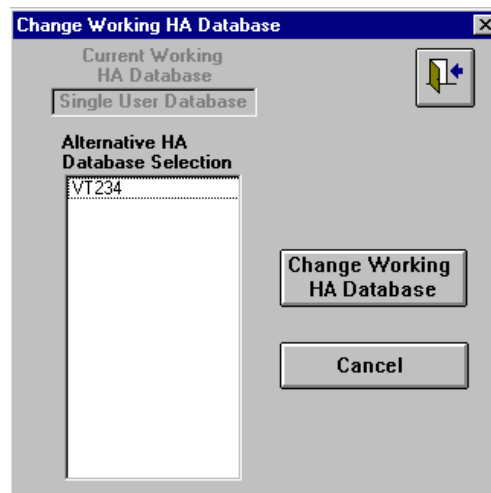 Change Working HA Database
Current Working
HA Database
Single User Database
Alternative HA
Database Selection
VT234
Change Working
HA Database
Cancel